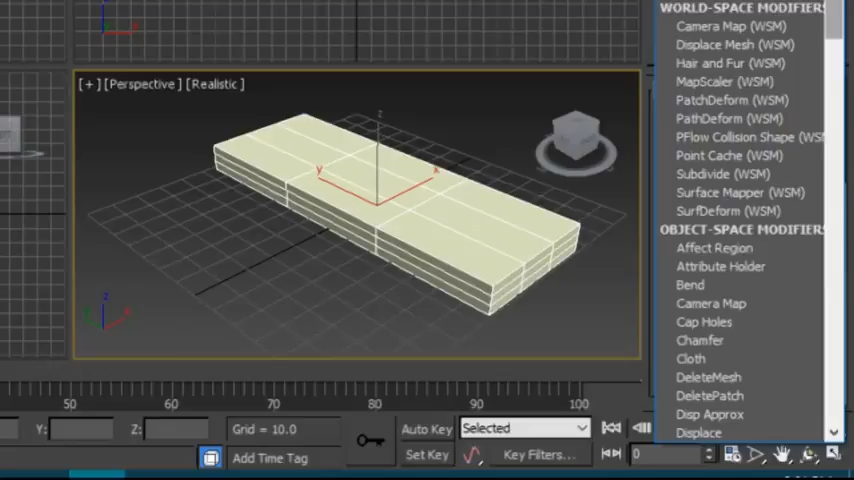 WORLD-SPACE MODIFIERS
Camera Map (WSM)
Displace Mesh (WSM)
Hair and Fur (WSM)
MapScaler (WSM)
PatchDeform (WSM)
PathDeform (WSM)
PFlow Collision Shape (WSM
Point Cache (WSM)
Subdivide (WSM)
Surface Mapper (WSM)
SurfDeform (WSM)
OBJECT-SPACE MODIFIERS
Affect Region
Attribute Holder
Bend
Camera Map
Cap Holes
Chamfer
Cloth
DeleteMesh
DeletePatch
Disp Approx
Displace
[+] [Perspective] [Realistic]
z
y
x
z
x
50 60 70 80 90 100
Y: Z: Grid = 10.0 Auto Key Selected
Add Time Tag Set Key Key Filters... 0